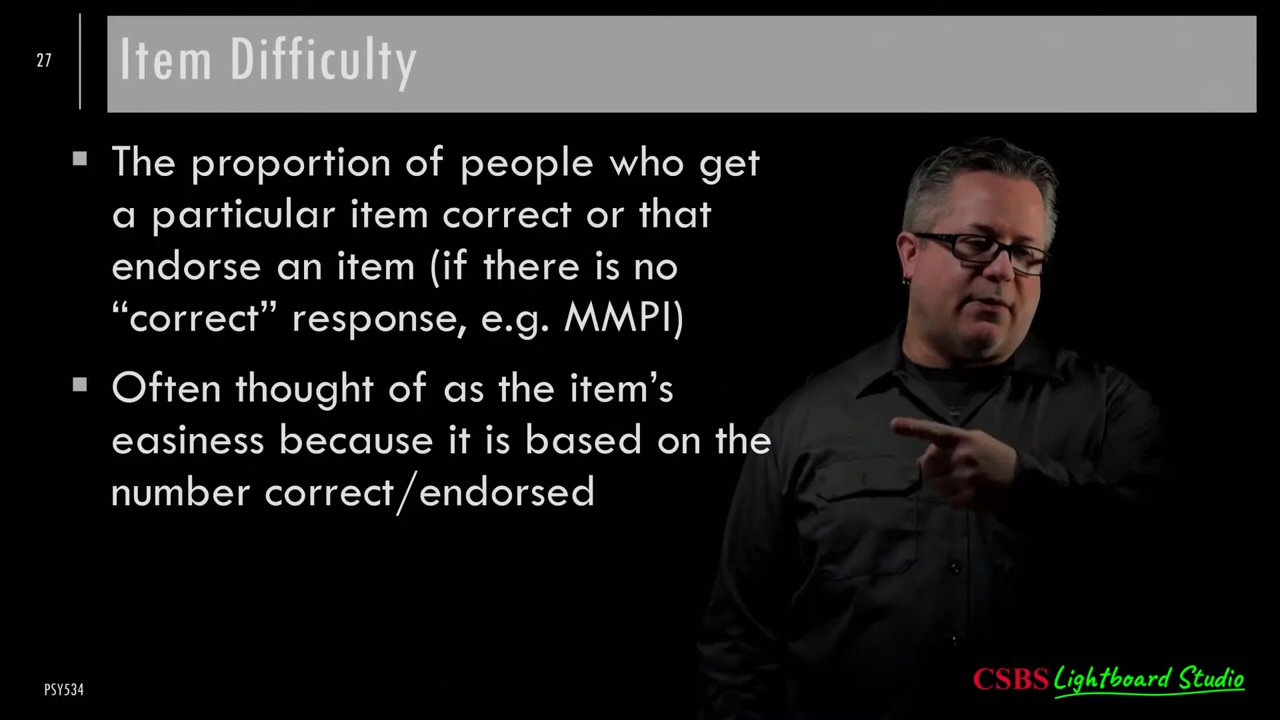 27
Item Difficulty
▪ The proportion of people who get
a particular item correct or that
endorse an item (if there is no
“correct” response, e.g. MMPI)
▪ Often thought of as the item’s
easiness because it is based on the
number correct/endorsed
PSY534
CSBS Lightboard Studio